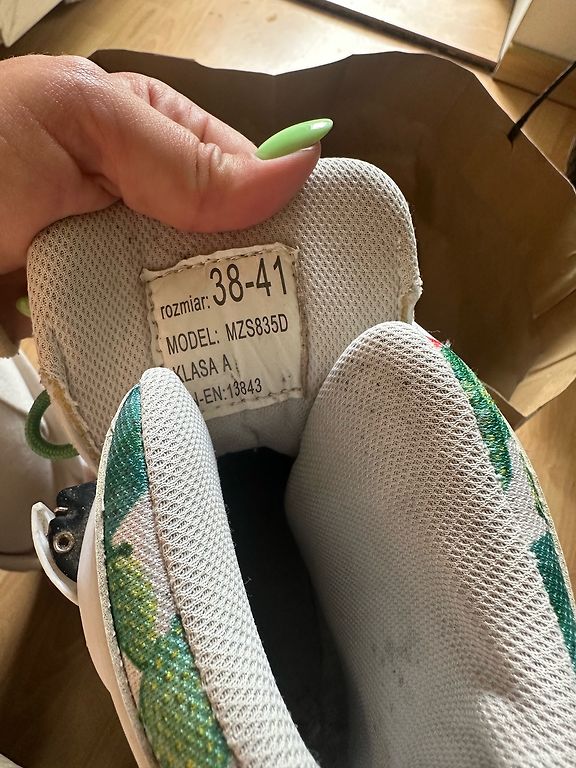 rozmiar: 38-41
MODEL: MZS835D
KLASA A
-EN:13843